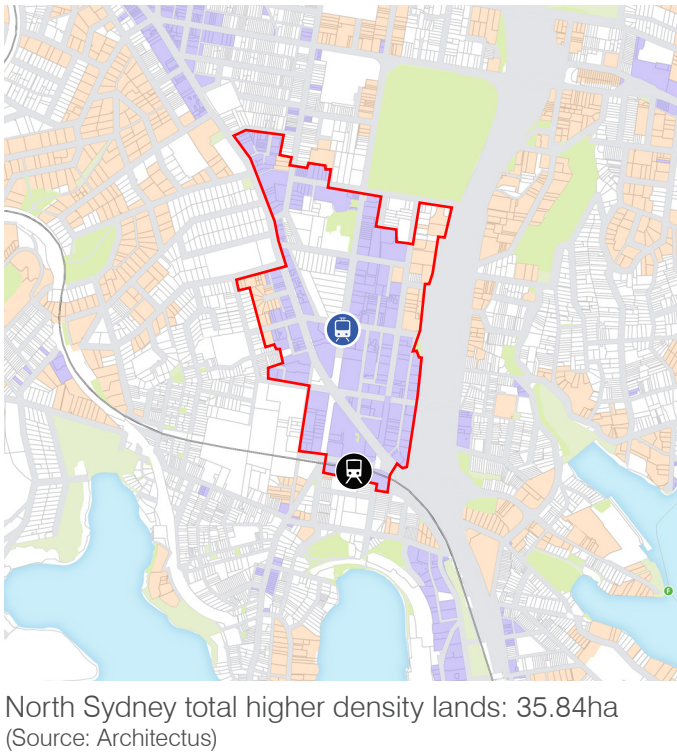 F
North Sydney total higher density lands: 35.84ha
(Source: Architectus)